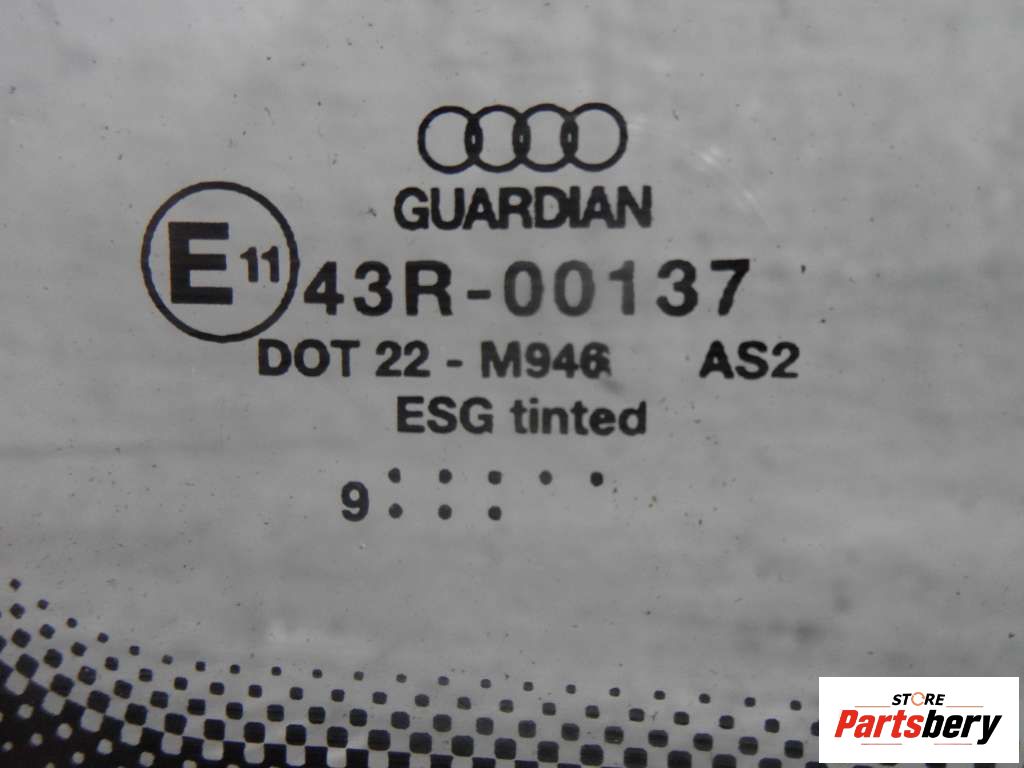 GUARDIAN
E 11 43R-00137
DOT 22 - M946 AS2
ESG tinted
9
STORE
Partsbery